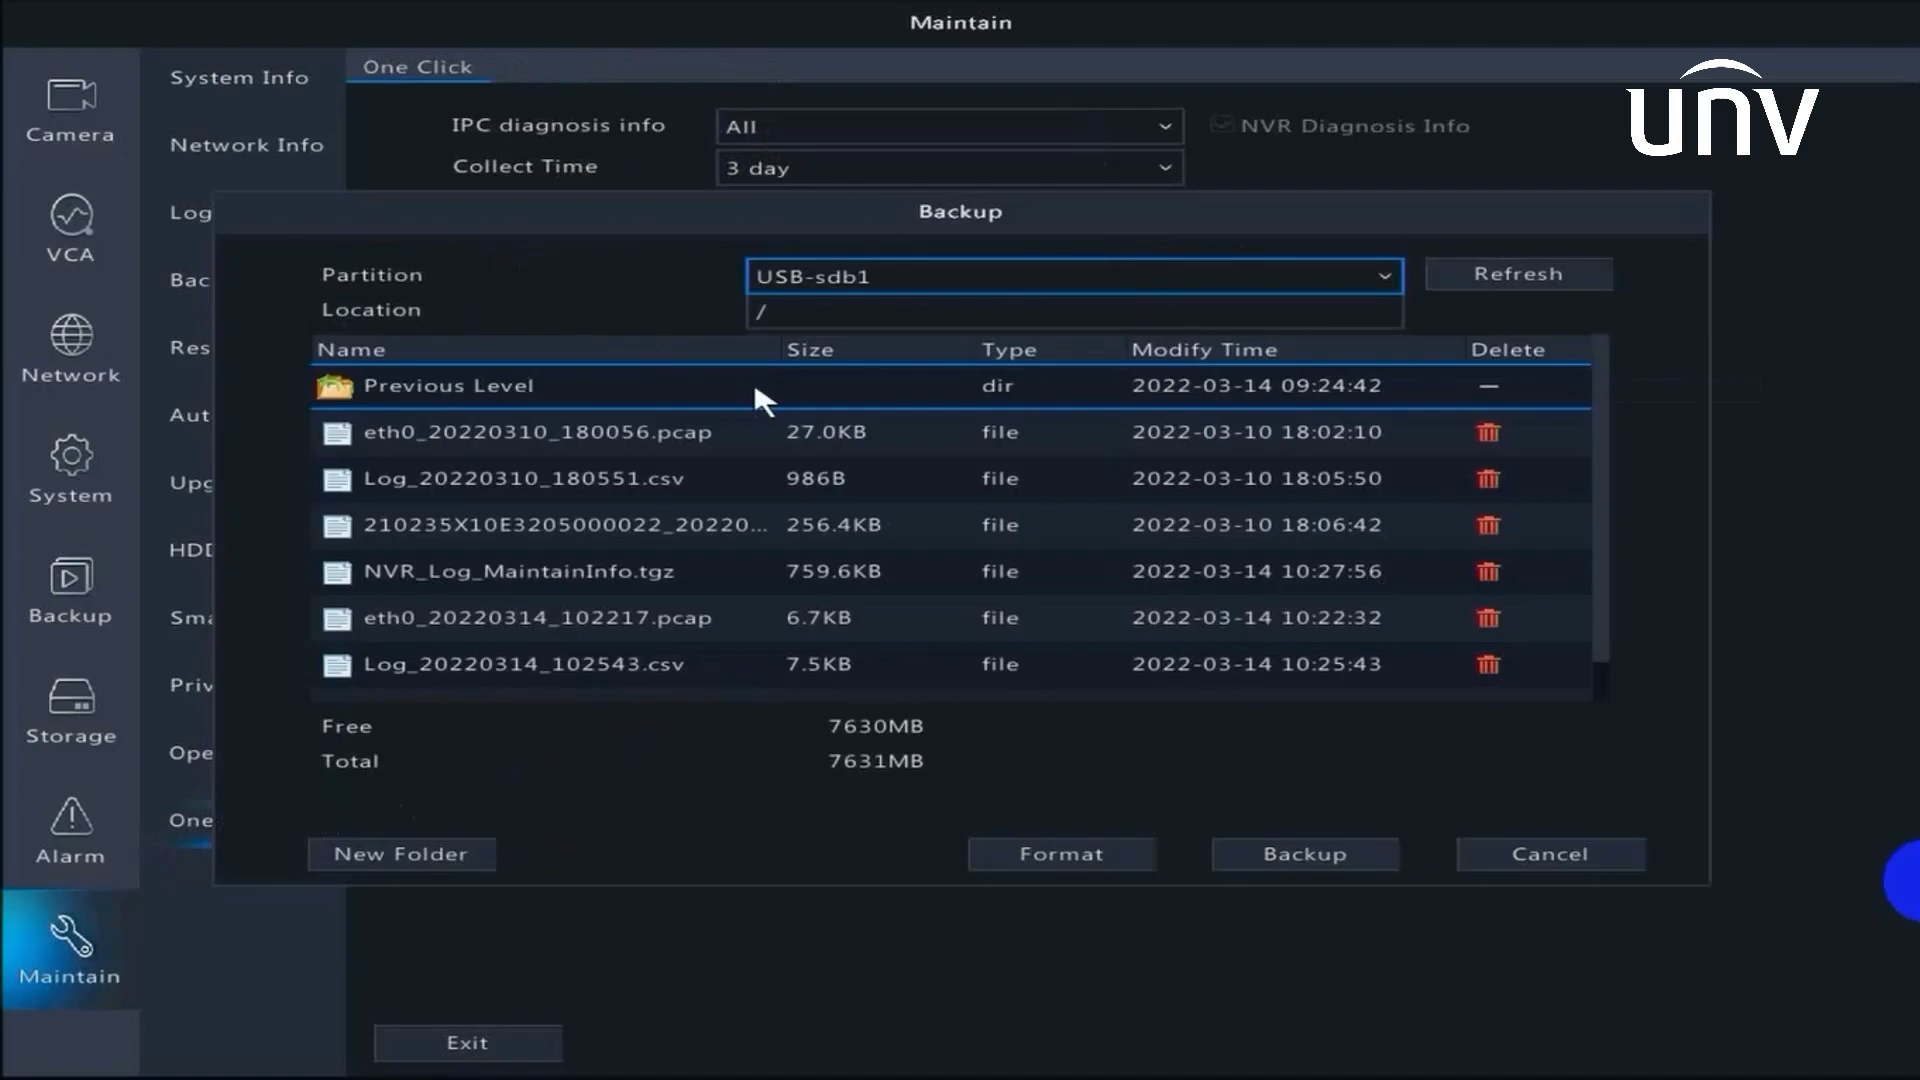 Maintain
unv
Camera
VCA
Network
System
Backup
Storage
Alarm
Maintain
System Info
Network Info
Log
Bac
Res
Aut
Upg
HDD
Sma
Priv
Ope
One
One Click
IPC diagnosis info All NVR Diagnosis Info
Collect Time 3 day
Backup
Partition USB-sdb1 Refresh
Location /
Name Size Type Modify Time Delete
Previous Level dir 2022-03-14 09:24:42 —
eth0_20220310_180056.pcap 27.0KB file 2022-03-10 18:02:10
Log_20220310_180551.csv 986B file 2022-03-10 18:05:50
210235X10E3205000022_20220... 256.4KB file 2022-03-10 18:06:42
NVR_Log_MaintainInfo.tgz 759.6KB file 2022-03-14 10:27:56
eth0_20220314_102217.pcap 6.7KB file 2022-03-14 10:22:32
Log_20220314_102543.csv 7.5KB file 2022-03-14 10:25:43
Free 7630MB
Total 7631MB
New Folder Format Backup Cancel
Exit